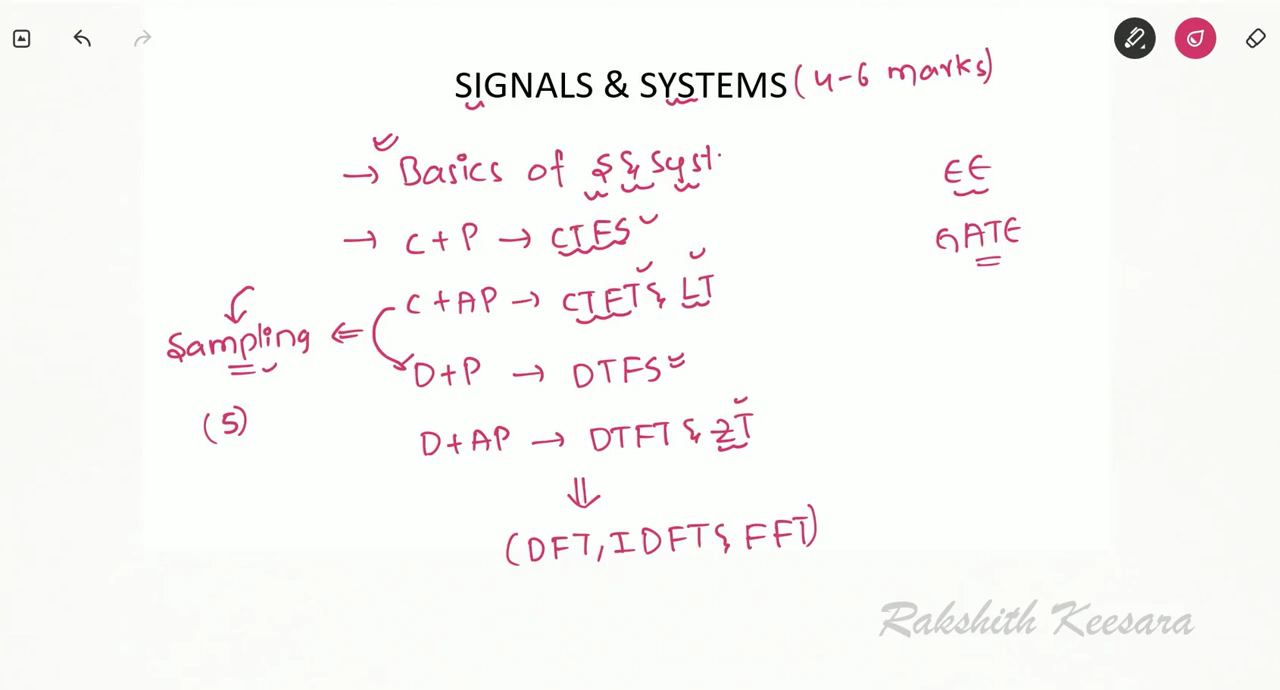 SIGNALS & SYSTEMS (4-6 marks)
→ Basics of S & Syst.
EE
→ C + P → CTFS
GATE
C + AP → CTFT & LT
Sampling ⇐
D + P → DTFS
(5)
D + AP → DTFT & ZT
⇓
(DFT, IDFT & FFT)
Rakshith Keesara